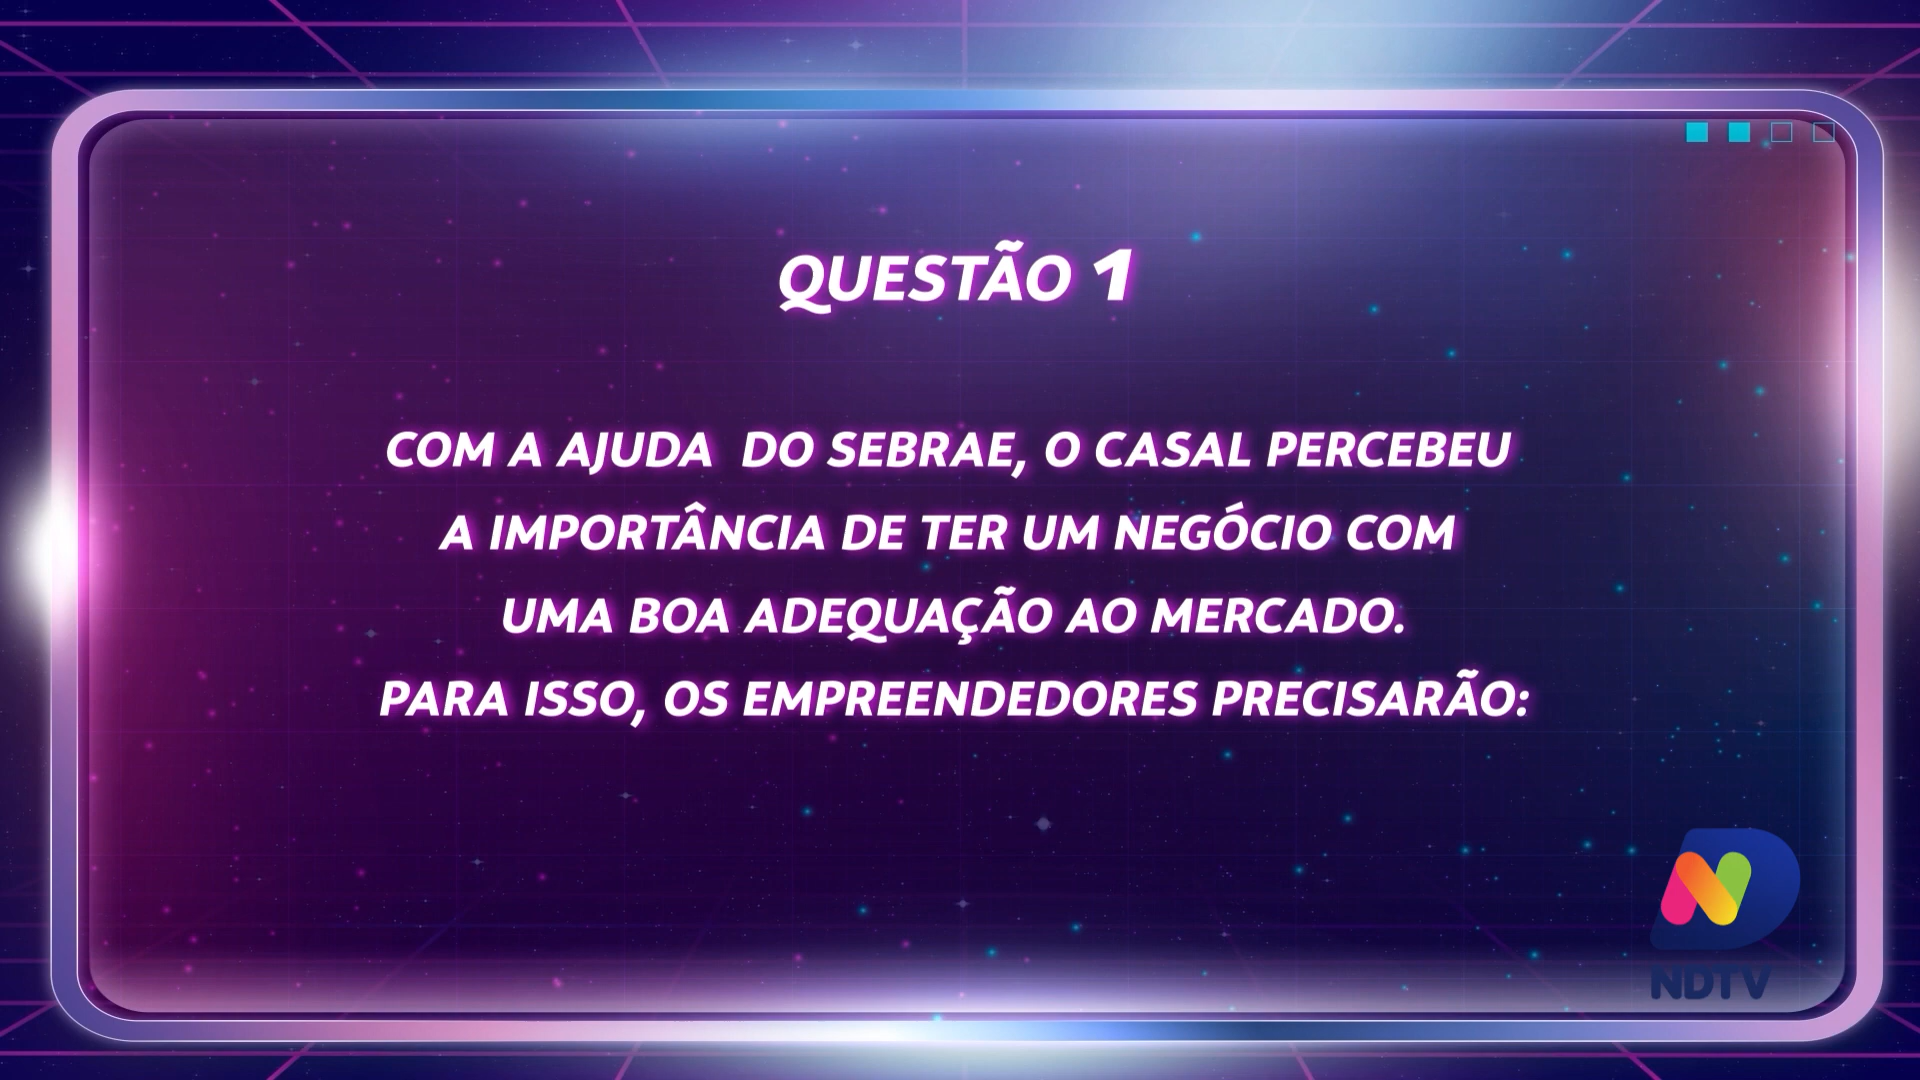 QUESTÃO 1
COM A AJUDA DO SEBRAE, O CASAL PERCEBEU
A IMPORTÂNCIA DE TER UM NEGÓCIO COM
UMA BOA ADEQUAÇÃO AO MERCADO.
PARA ISSO, OS EMPREENDEDORES PRECISARÃO:
NDTV